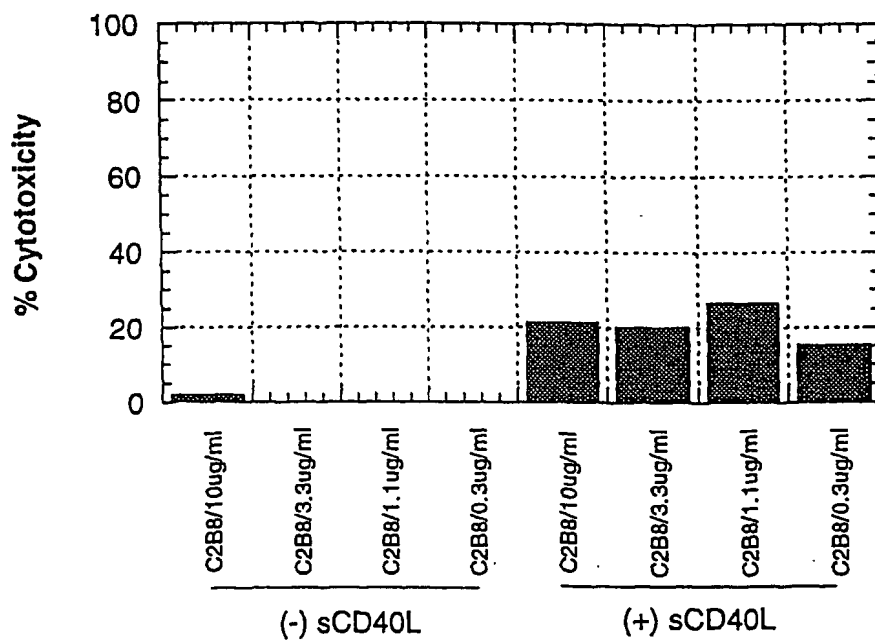 % Cytotoxicity
100
80
60
40
20
0
C2B8/10ug/ml
C2B8/3.3ug/ml
C2B8/1.1ug/ml
C2B8/0.3ug/ml
C2B8/10ug/ml
C2B8/3.3ug/ml
C2B8/1.1ug/ml
C2B8/0.3ug/ml
(-) sCD40L
(+) sCD40L